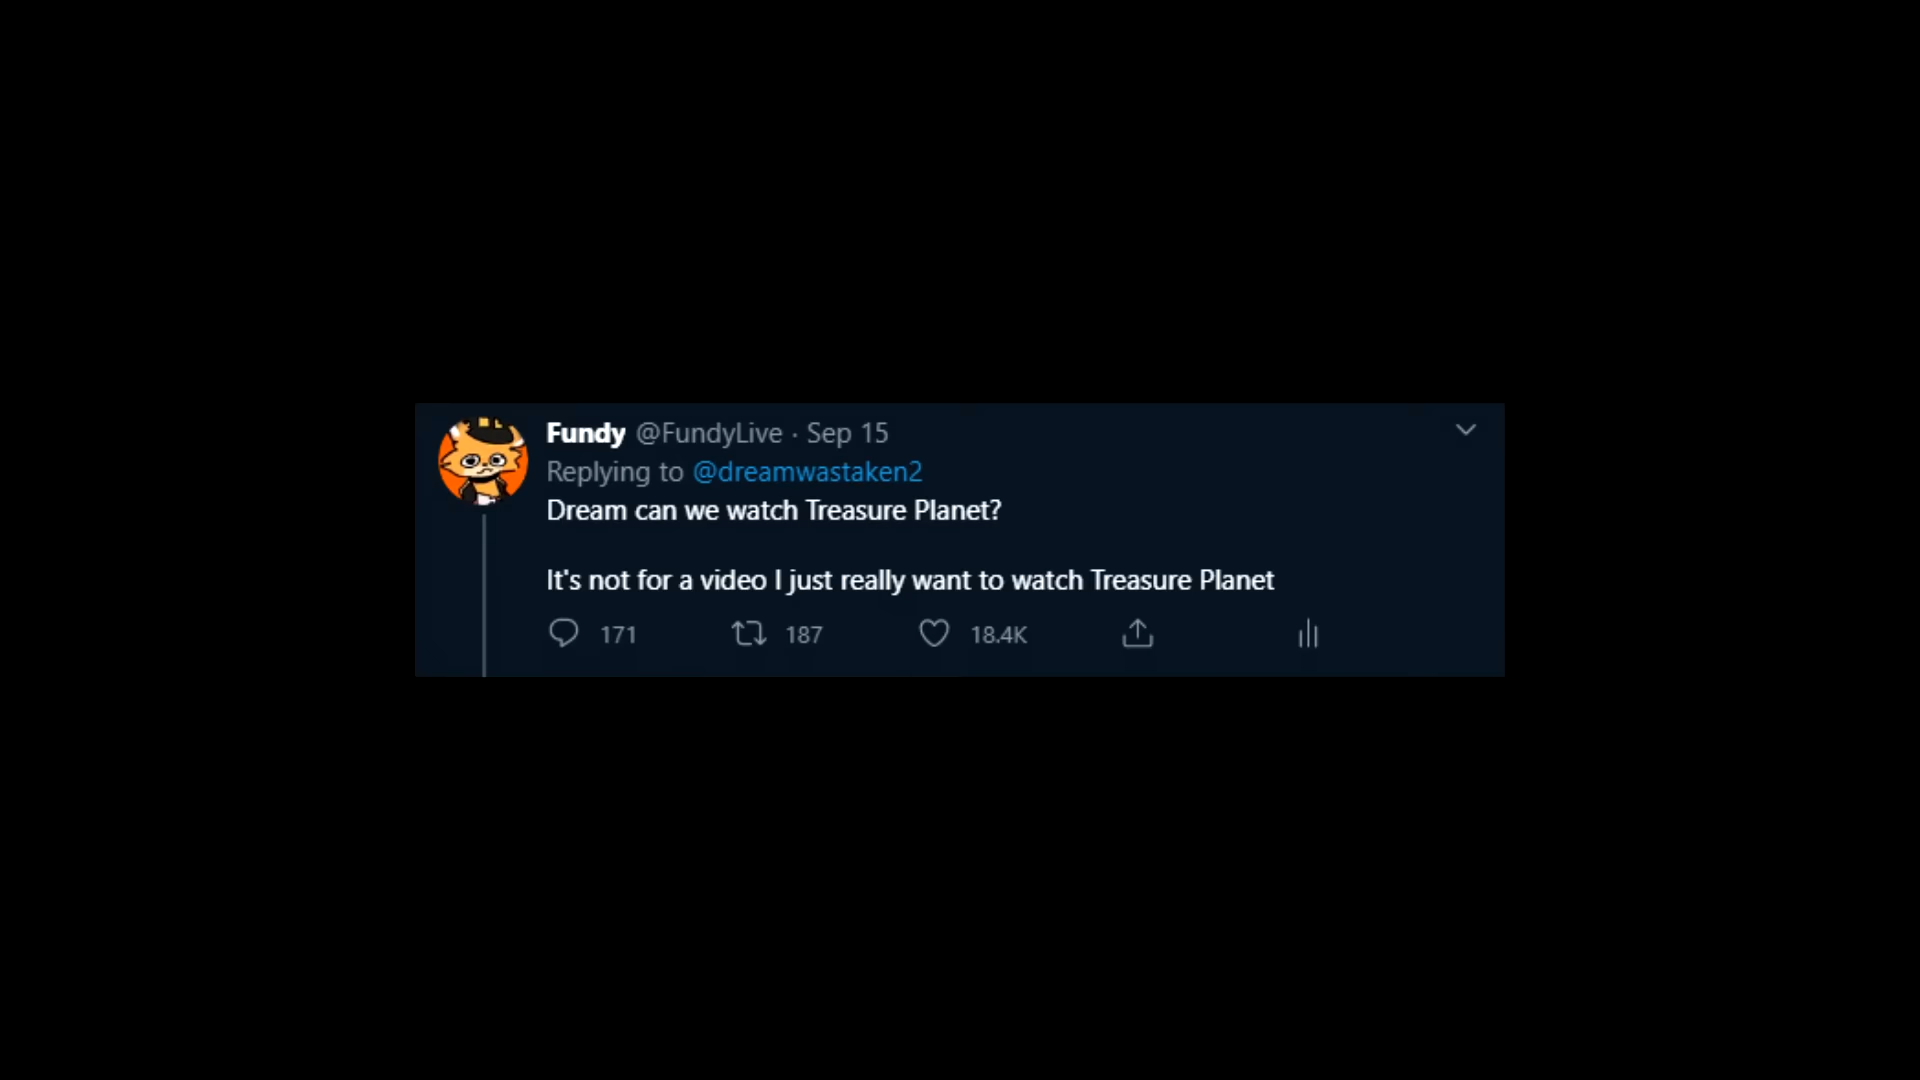 Fundy @FundyLive · Sep 15
Replying to @dreamwastaken2
Dream can we watch Treasure Planet?
It's not for a video I just really want to watch Treasure Planet
171 187 18.4K